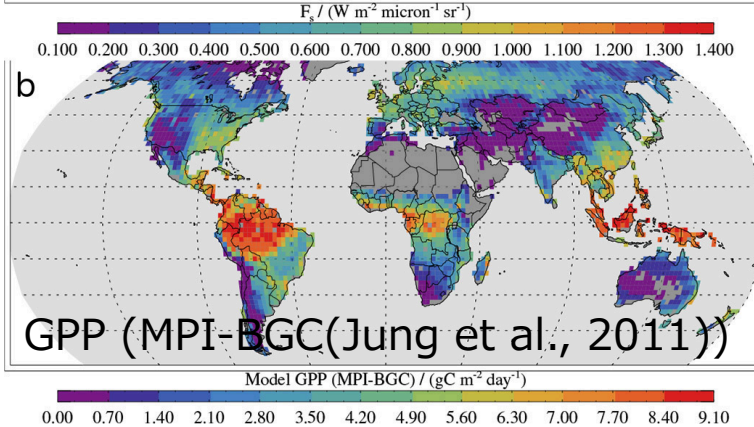 F_s / (W m⁻² micron⁻¹ sr⁻¹)
0.100 0.200 0.300 0.400 0.500 0.600 0.700 0.800 0.900 1.000 1.100 1.200 1.300 1.400
b
GPP (MPI-BGC(Jung et al., 2011))
Model GPP (MPI-BGC) / (gC m⁻² day⁻¹)
0.00 0.70 1.40 2.10 2.80 3.50 4.20 4.90 5.60 6.30 7.00 7.70 8.40 9.10